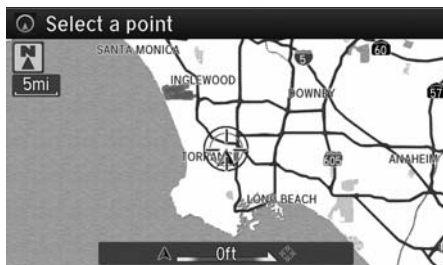 Select a point
N
5mi
SANTA MONICA
5
60
INGLEWOOD
DOWNEY
57
TORRANCE
605
ANAHEIM
LONG BEACH
0ft